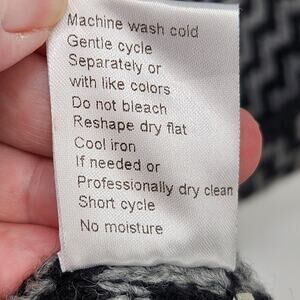 Machine wash cold
Gentle cycle
Separately or
with like colors
Do not bleach
Reshape dry flat
Cool iron
If needed or
Professionally dry clean
Short cycle
No moisture